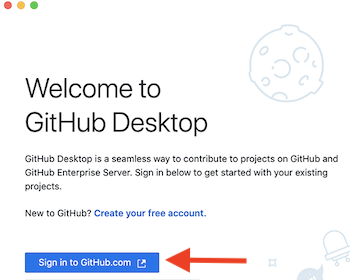 Welcome to
GitHub Desktop
GitHub Desktop is a seamless way to contribute to projects on GitHub and
GitHub Enterprise Server. Sign in below to get started with your existing
projects.
New to GitHub? Create your free account.
Sign in to GitHub.com